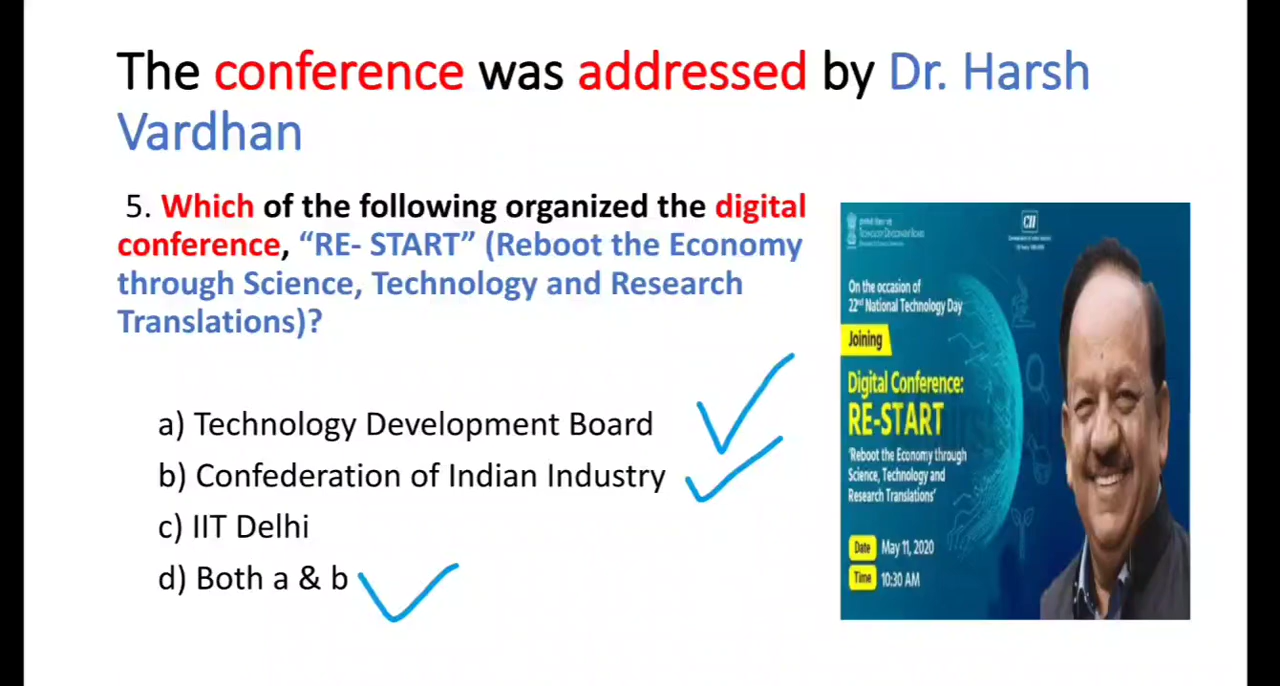 The conference was addressed by Dr. Harsh
Vardhan
5. Which of the following organized the digital
conference, “RE- START” (Reboot the Economy
through Science, Technology and Research
Translations)?
a) Technology Development Board
b) Confederation of Indian Industry
c) IIT Delhi
d) Both a & b
TECHNOLOGY DEVELOPMENT BOARD
CII
On the occasion of
22nd National Technology Day
Joining
Digital Conference:
RE-START
'Reboot the Economy through
Science, Technology and
Research Translations'
Date May 11, 2020
Time 10:30 AM